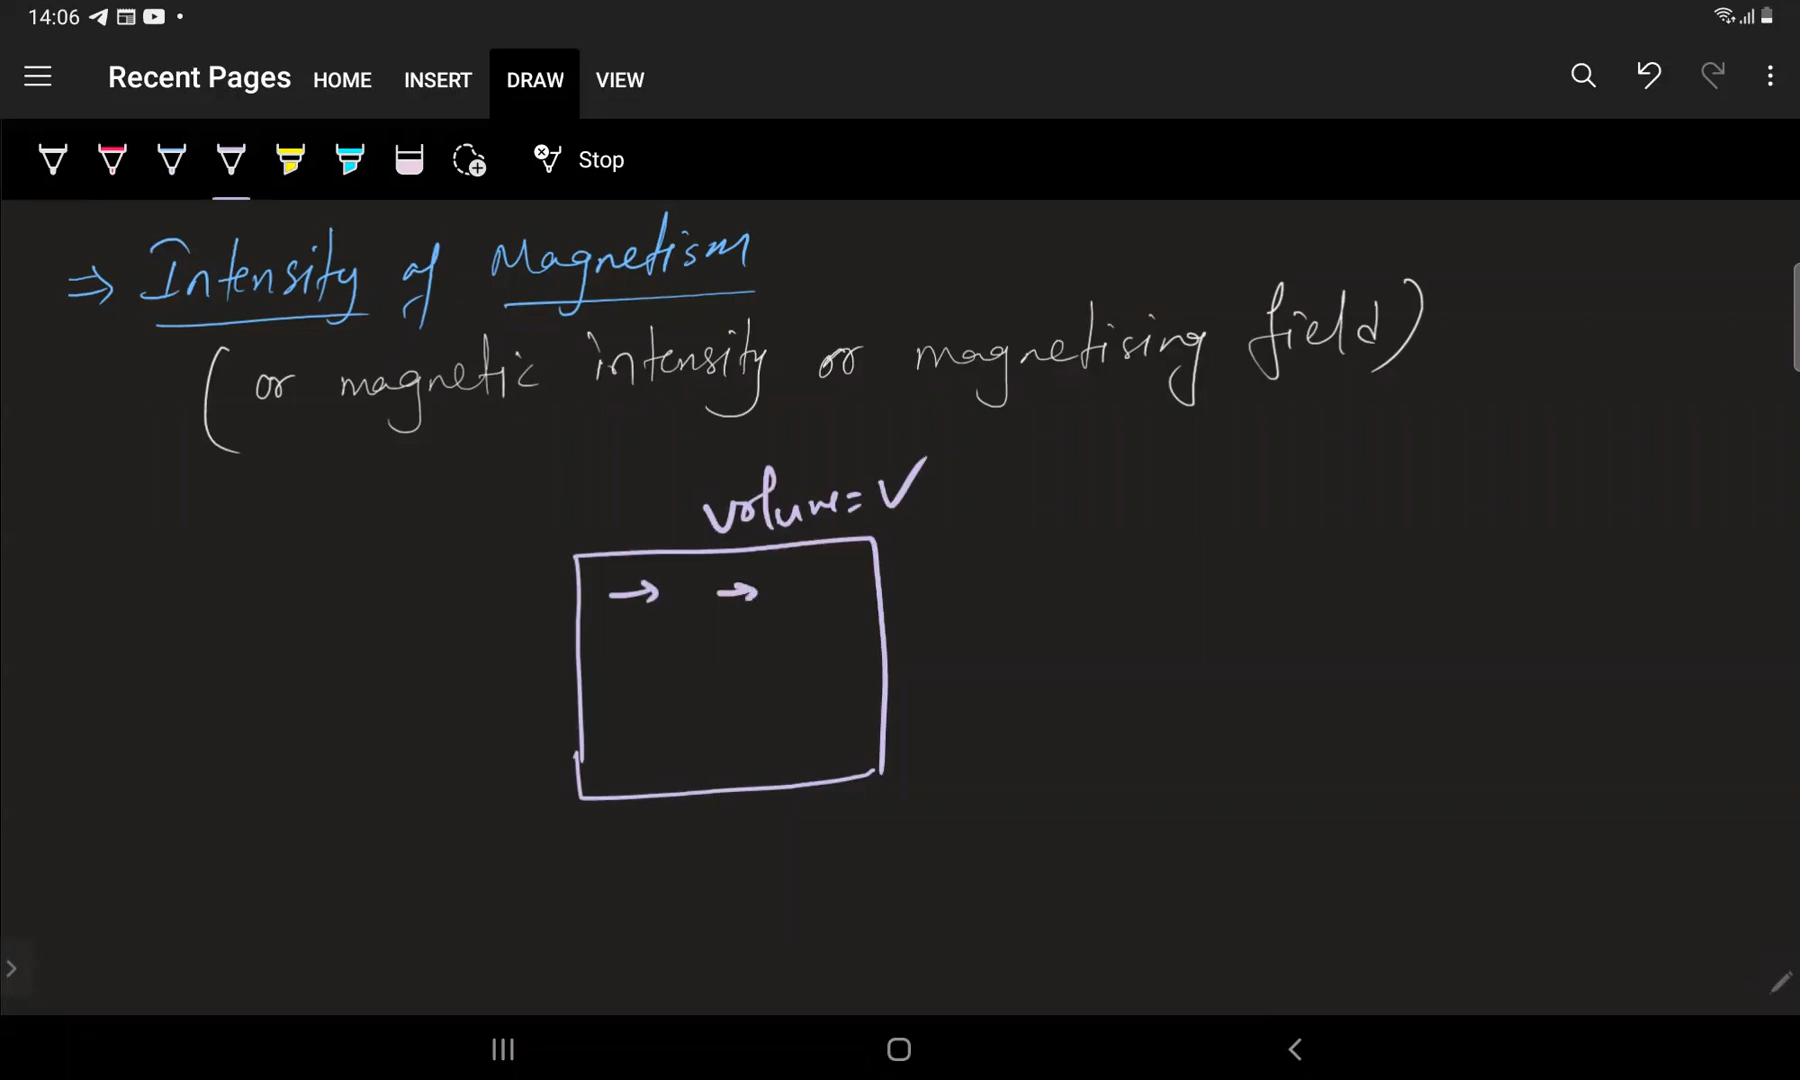 14:06
Recent Pages HOME INSERT DRAW VIEW
Stop
⇒ Intensity of Magnetism
(or magnetic intensity or magnetising field)
volume = V